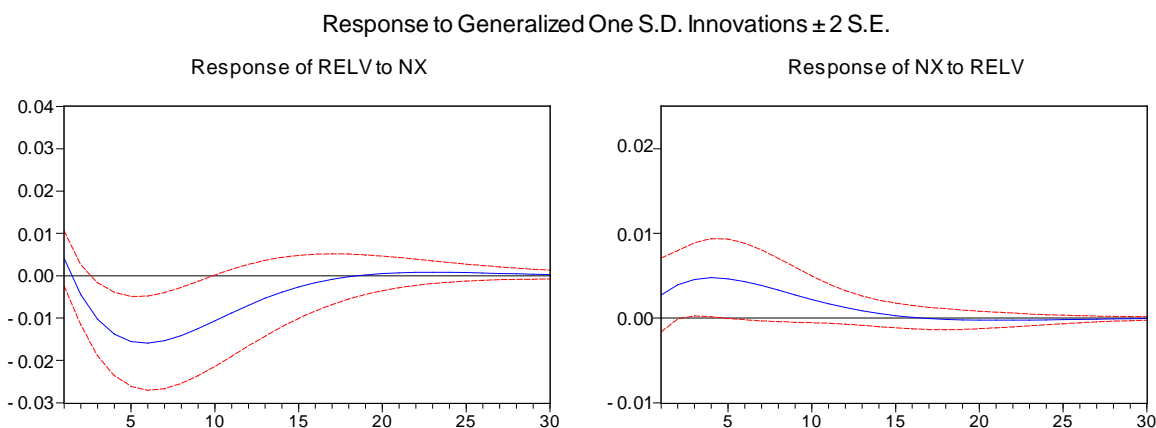 Response to Generalized One S.D. Innovations ± 2 S.E.
Response of RELV to NX
0.04
0.03
0.02
0.01
0.00
-0.01
-0.02
-0.03
5 10 15 20 25 30
Response of NX to RELV
0.02
0.01
0.00
-0.01
5 10 15 20 25 30